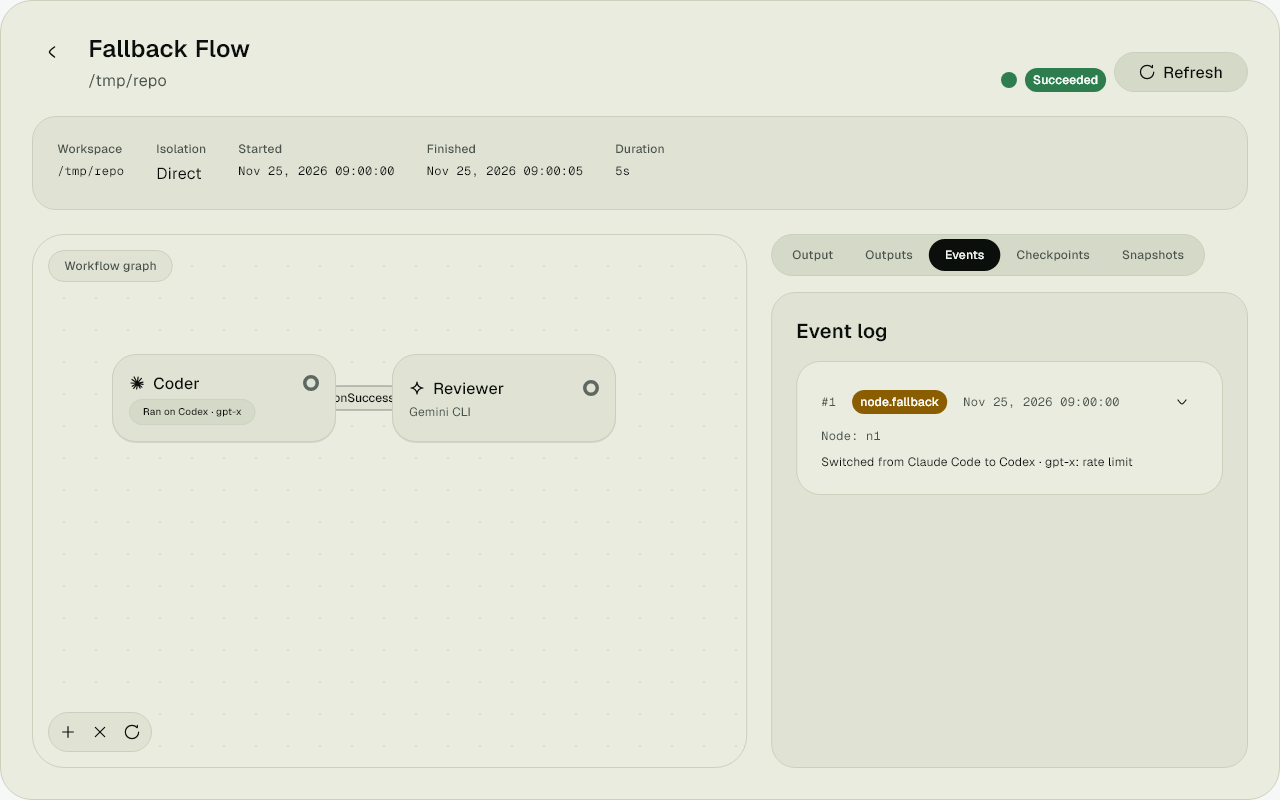 Fallback Flow
/tmp/repo
Succeeded
Refresh
Workspace
/tmp/repo
Isolation
Direct
Started
Nov 25, 2026 09:00:00
Finished
Nov 25, 2026 09:00:05
Duration
5s
Workflow graph
Coder
Ran on Codex · gpt-x
onSuccess
Reviewer
Gemini CLI
Output
Outputs
Events
Checkpoints
Snapshots
Event log
#1
node.fallback
Nov 25, 2026 09:00:00
Node: n1
Switched from Claude Code to Codex · gpt-x: rate limit